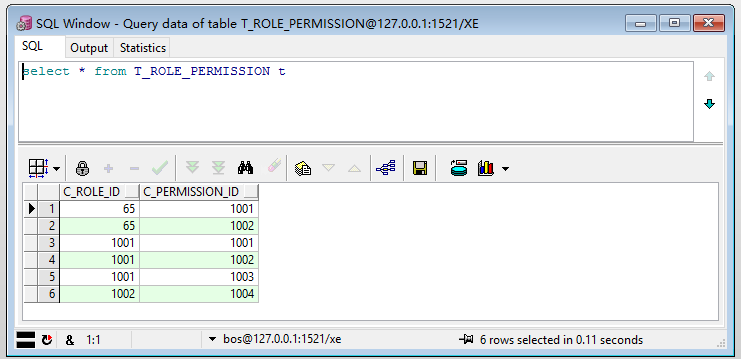 SQL Window - Query data of table T_ROLE_PERMISSION@127.0.0.1:1521/XE
SQL Output Statistics
select * from T_ROLE_PERMISSION t
C_ROLE_ID C_PERMISSION_ID
1 65 1001
2 65 1002
3 1001 1001
4 1001 1002
5 1001 1003
6 1002 1004
& 1:1 bos@127.0.0.1:1521/xe 6 rows selected in 0.11 seconds